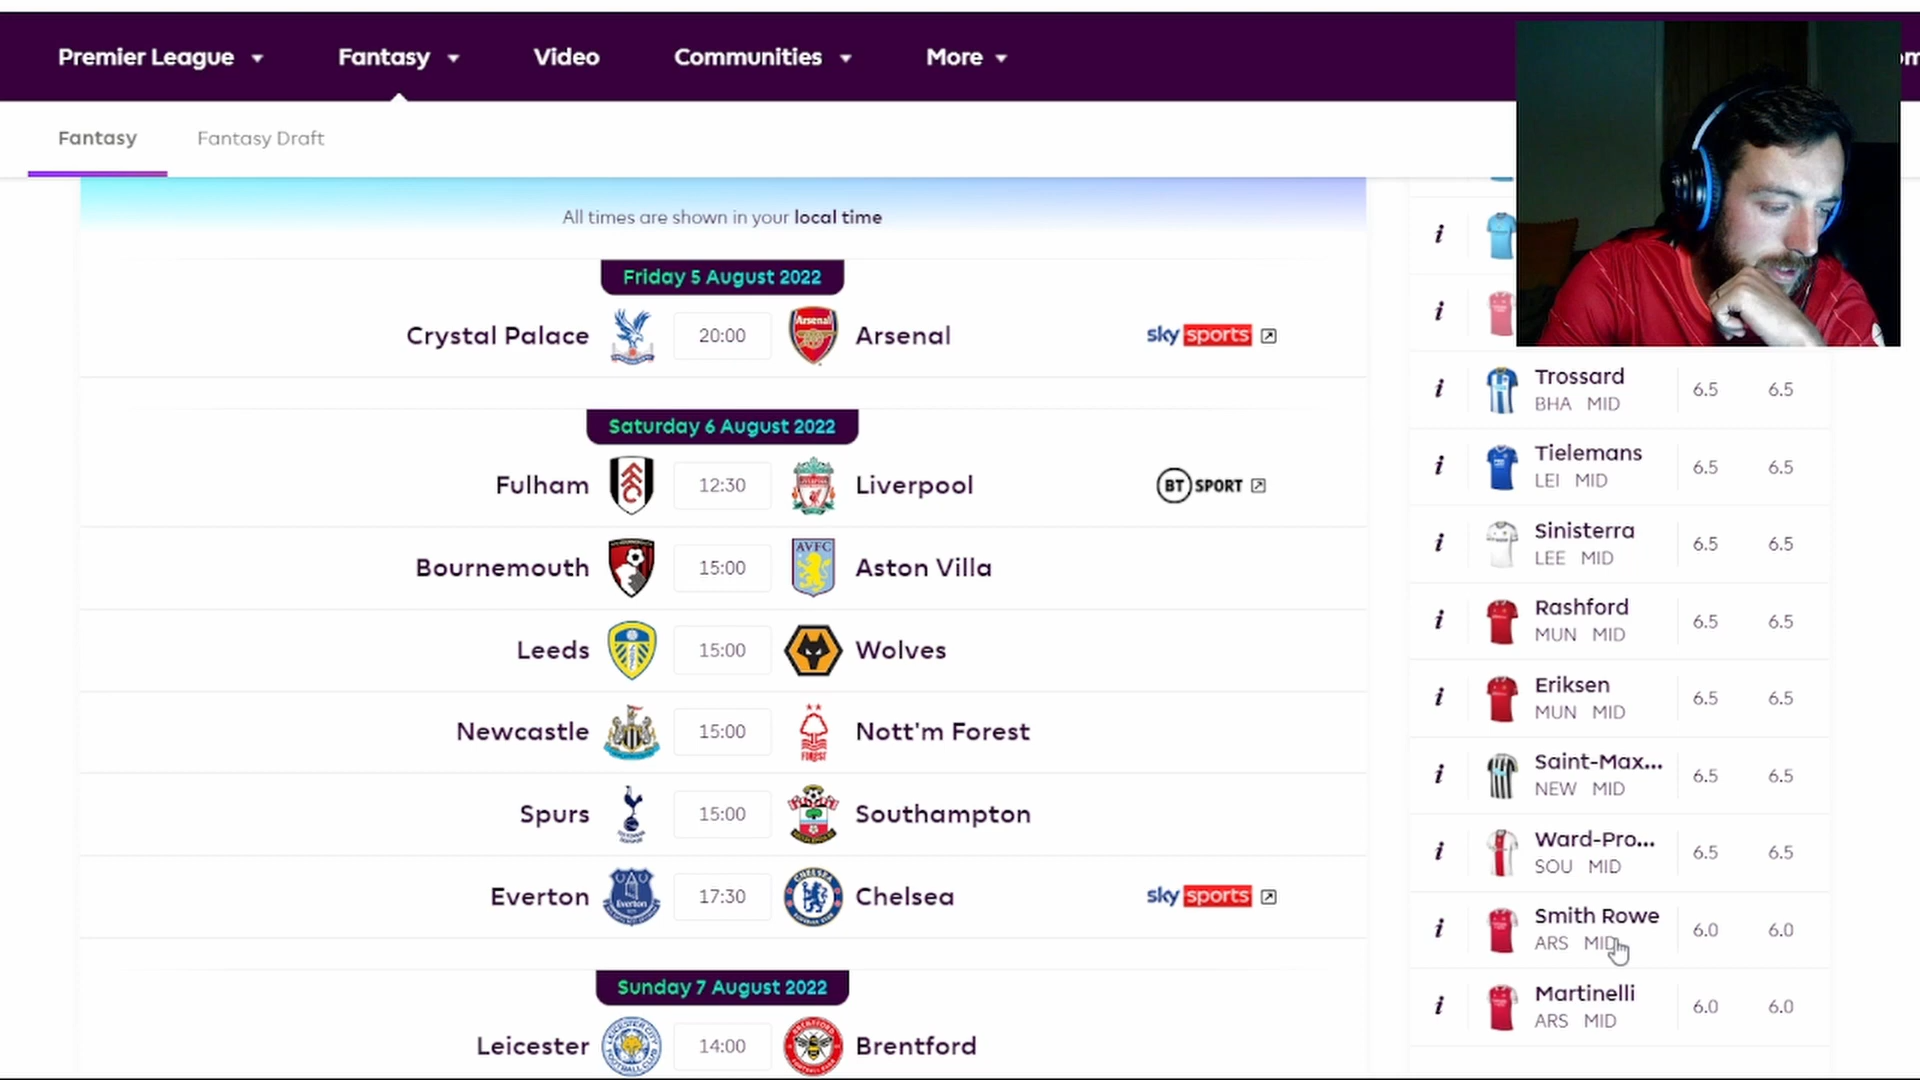 Premier League Fantasy Video Communities More
Fantasy Fantasy Draft
All times are shown in your local time
Friday 5 August 2022
Crystal Palace 20:00 Arsenal sky sports
Saturday 6 August 2022
Fulham 12:30 Liverpool BT SPORT
Bournemouth 15:00 Aston Villa
Leeds 15:00 Wolves
Newcastle 15:00 Nott'm Forest
Spurs 15:00 Southampton
Everton 17:30 Chelsea sky sports
Sunday 7 August 2022
Leicester 14:00 Brentford
i
i
i Trossard 6.5 6.5
BHA MID
i Tielemans 6.5 6.5
LEI MID
i Sinisterra 6.5 6.5
LEE MID
i Rashford 6.5 6.5
MUN MID
i Eriksen 6.5 6.5
MUN MID
i Saint-Max... 6.5 6.5
NEW MID
i Ward-Pro... 6.5 6.5
SOU MID
i Smith Rowe 6.0 6.0
ARS MID
i Martinelli 6.0 6.0
ARS MID